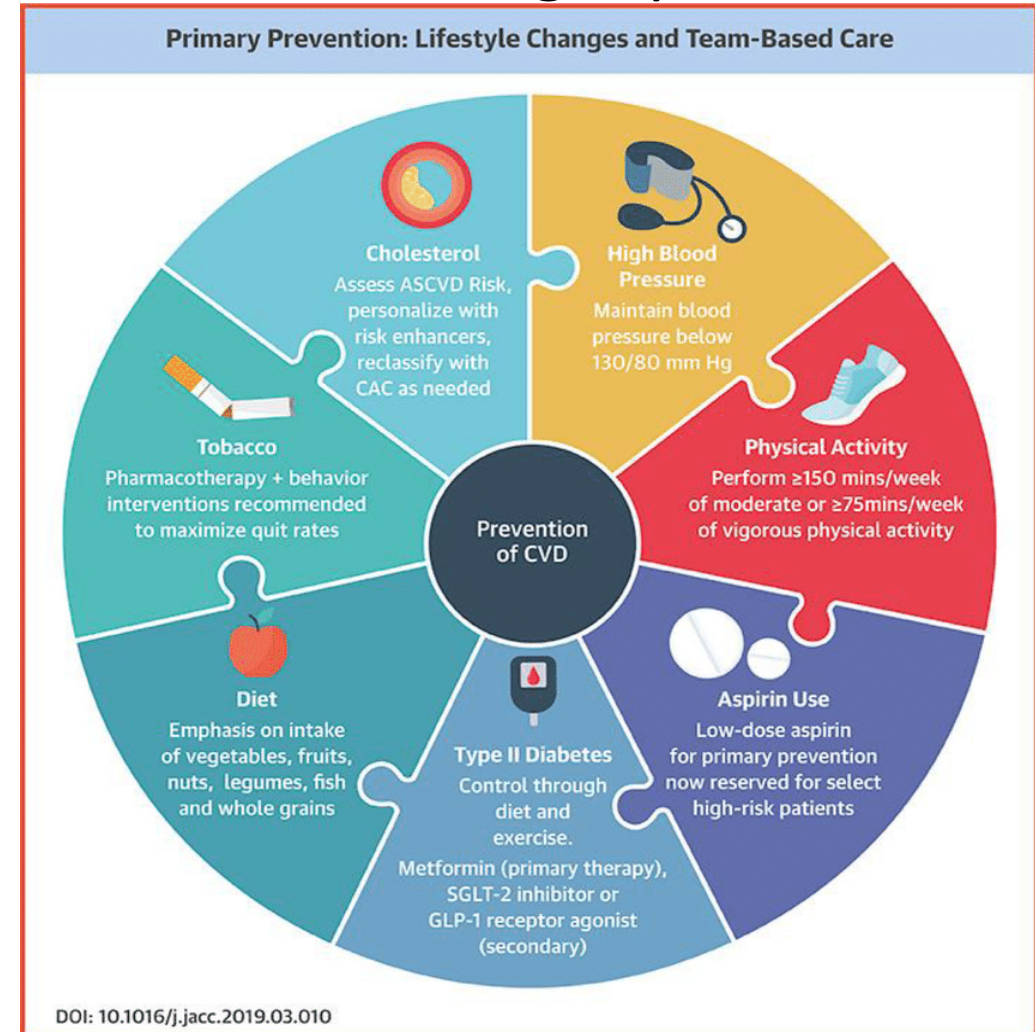 Primary Prevention: Lifestyle Changes and Team-Based Care
Cholesterol
Assess ASCVD Risk,
personalize with
risk enhancers,
reclassify with
CAC as needed
High Blood
Pressure
Maintain blood
pressure below
130/80 mm Hg
Physical Activity
Perform ≥150 mins/week
of moderate or ≥75mins/week
of vigorous physical activity
Aspirin Use
Low-dose aspirin
for primary prevention
now reserved for select
high-risk patients
Type II Diabetes
Control through
diet and
exercise.
Metformin (primary therapy),
SGLT-2 inhibitor or
GLP-1 receptor agonist
(secondary)
Diet
Emphasis on intake
of vegetables, fruits,
nuts, legumes, fish
and whole grains
Tobacco
Pharmacotherapy + behavior
interventions recommended
to maximize quit rates
Prevention
of CVD
DOI: 10.1016/j.jacc.2019.03.010